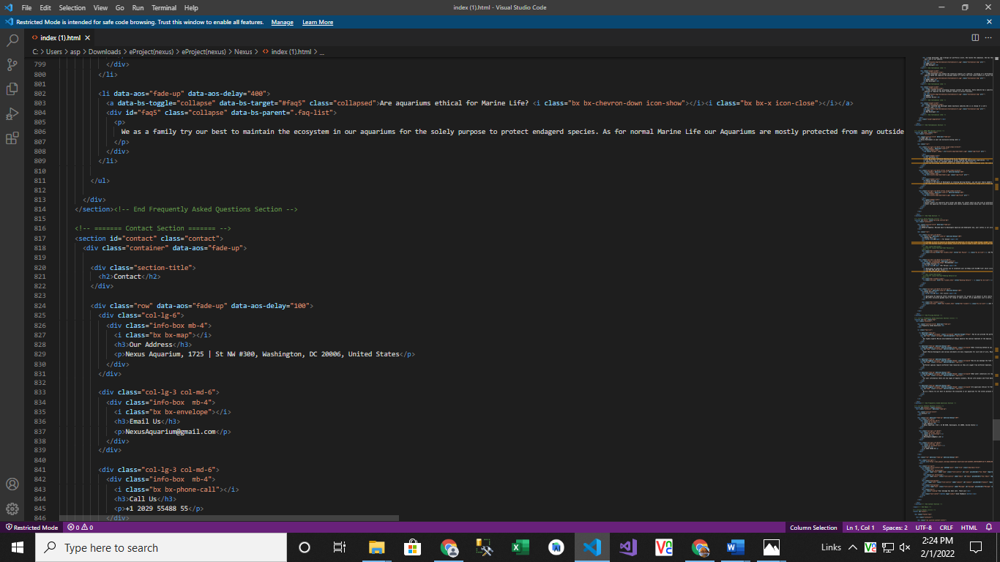 File Edit Selection View Go Run Terminal Help
index (1).html - Visual Studio Code
Restricted Mode is intended for safe code browsing. Trust this window to enable all features. Manage Learn More
index (1).html
C: > Users > asp > Downloads > eProject(nexus) > eProject(nexus) > Nexus > index (1).html > ...
799 </div>
800 </li>
801
802 <li data-aos="fade-up" data-aos-delay="400">
803 <a data-bs-toggle="collapse" data-bs-target="#faq5" class="collapsed">Are aquariums ethical for Marine Life? <i class="bx bx-chevron-down icon-show"></i><i class="bx bx-x icon-close"></i></a>
804 <div id="faq5" class="collapse" data-bs-parent=".faq-list">
805 <p>
806 We as a family try our best to maintain the ecosystem in our aquariums for the solely purpose to protect endagerd species. As for normal Marine Life our Aquariums are mostly protected from any outside
807 </p>
808 </div>
809 </li>
810
811 </ul>
812
813 </div>
814 </section><!-- End Frequently Asked Questions Section -->
815
816 <!-- ======= Contact Section ======= -->
817 <section id="contact" class="contact">
818 <div class="container" data-aos="fade-up">
819
820 <div class="section-title">
821 <h2>Contact</h2>
822 </div>
823
824 <div class="row" data-aos="fade-up" data-aos-delay="100">
825 <div class="col-lg-6">
826 <div class="info-box mb-4">
827 <i class="bx bx-map"></i>
828 <h3>Our Address</h3>
829 <p>Nexus Aquarium, 1725 | St NW #300, Washington, DC 20006, United States</p>
830 </div>
831 </div>
832
833 <div class="col-lg-3 col-md-6">
834 <div class="info-box  mb-4">
835 <i class="bx bx-envelope"></i>
836 <h3>Email Us</h3>
837 <p>NexusAquarium@gmail.com</p>
838 </div>
839 </div>
840
841 <div class="col-lg-3 col-md-6">
842 <div class="info-box  mb-4">
843 <i class="bx bx-phone-call"></i>
844 <h3>Call Us</h3>
845 <p>+1 2029 55488 55</p>
846 </div>
Restricted Mode 0 0 Column Selection Ln 1, Col 1 Spaces: 2 UTF-8 CRLF HTML
Type here to search
Links
2:24 PM
2/1/2022